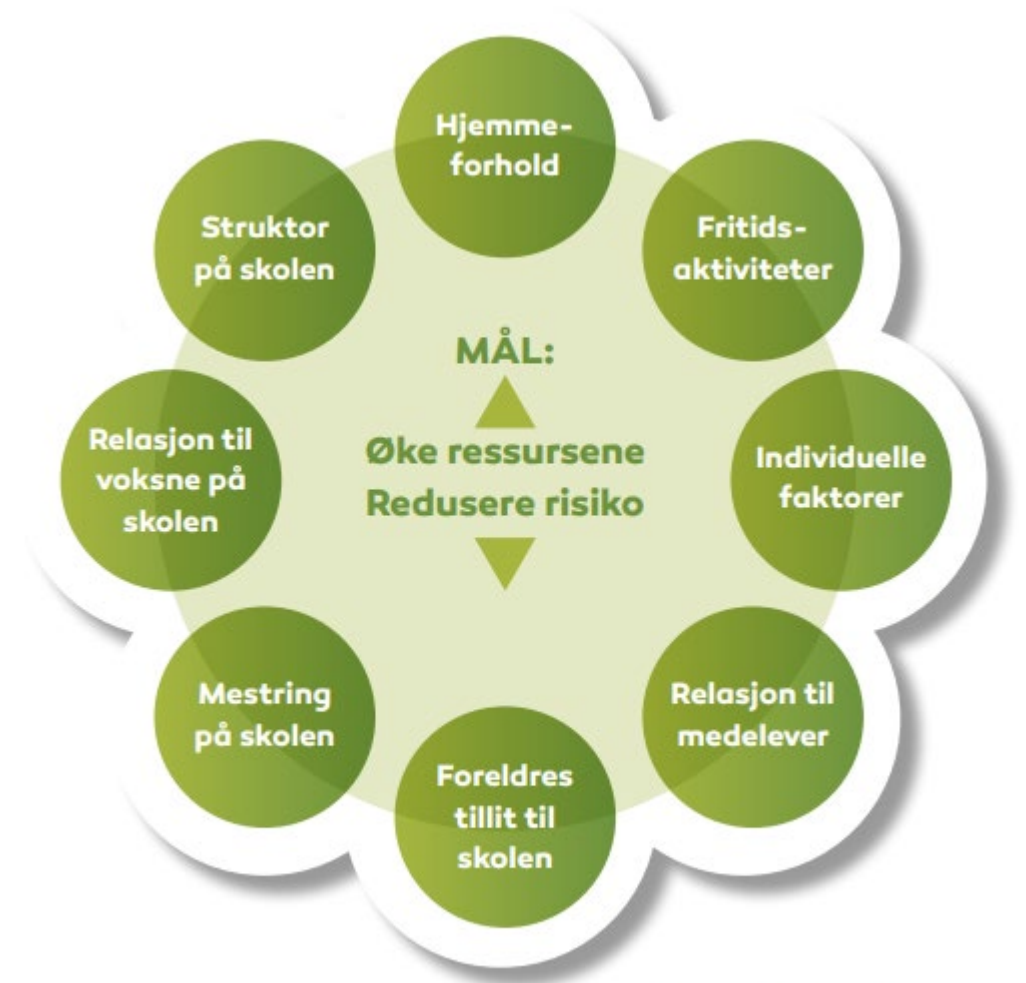 Hjemme-
forhold
Fritids-
aktiviteter
Individuelle
faktorer
Relasjon til
medelever
Foreldres
tillit til
skolen
Mestring
på skolen
Relasjon til
voksne på
skolen
Struktor
på skolen
MÅL:
Øke ressursene
Redusere risiko